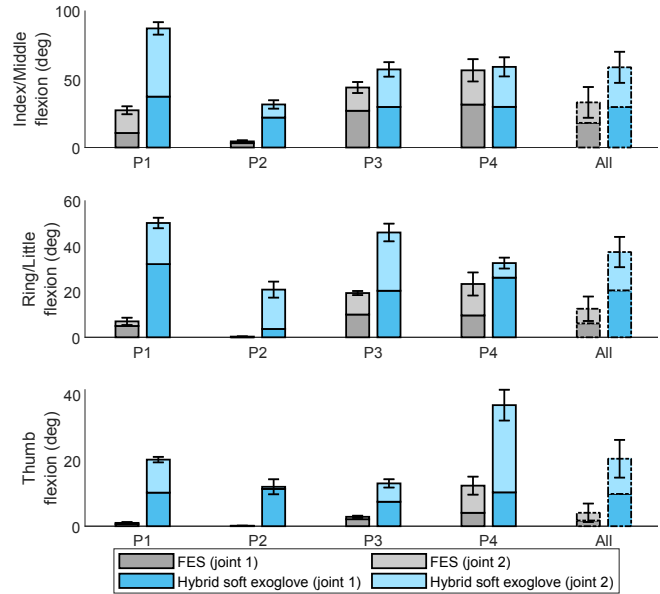 Index/Middle
flexion (deg)
100
50
0
P1 P2 P3 P4 All
Ring/Little
flexion (deg)
60
40
20
0
P1 P2 P3 P4 All
Thumb
flexion (deg)
40
20
0
P1 P2 P3 P4 All
FES (joint 1) FES (joint 2)
Hybrid soft exoglove (joint 1) Hybrid soft exoglove (joint 2)